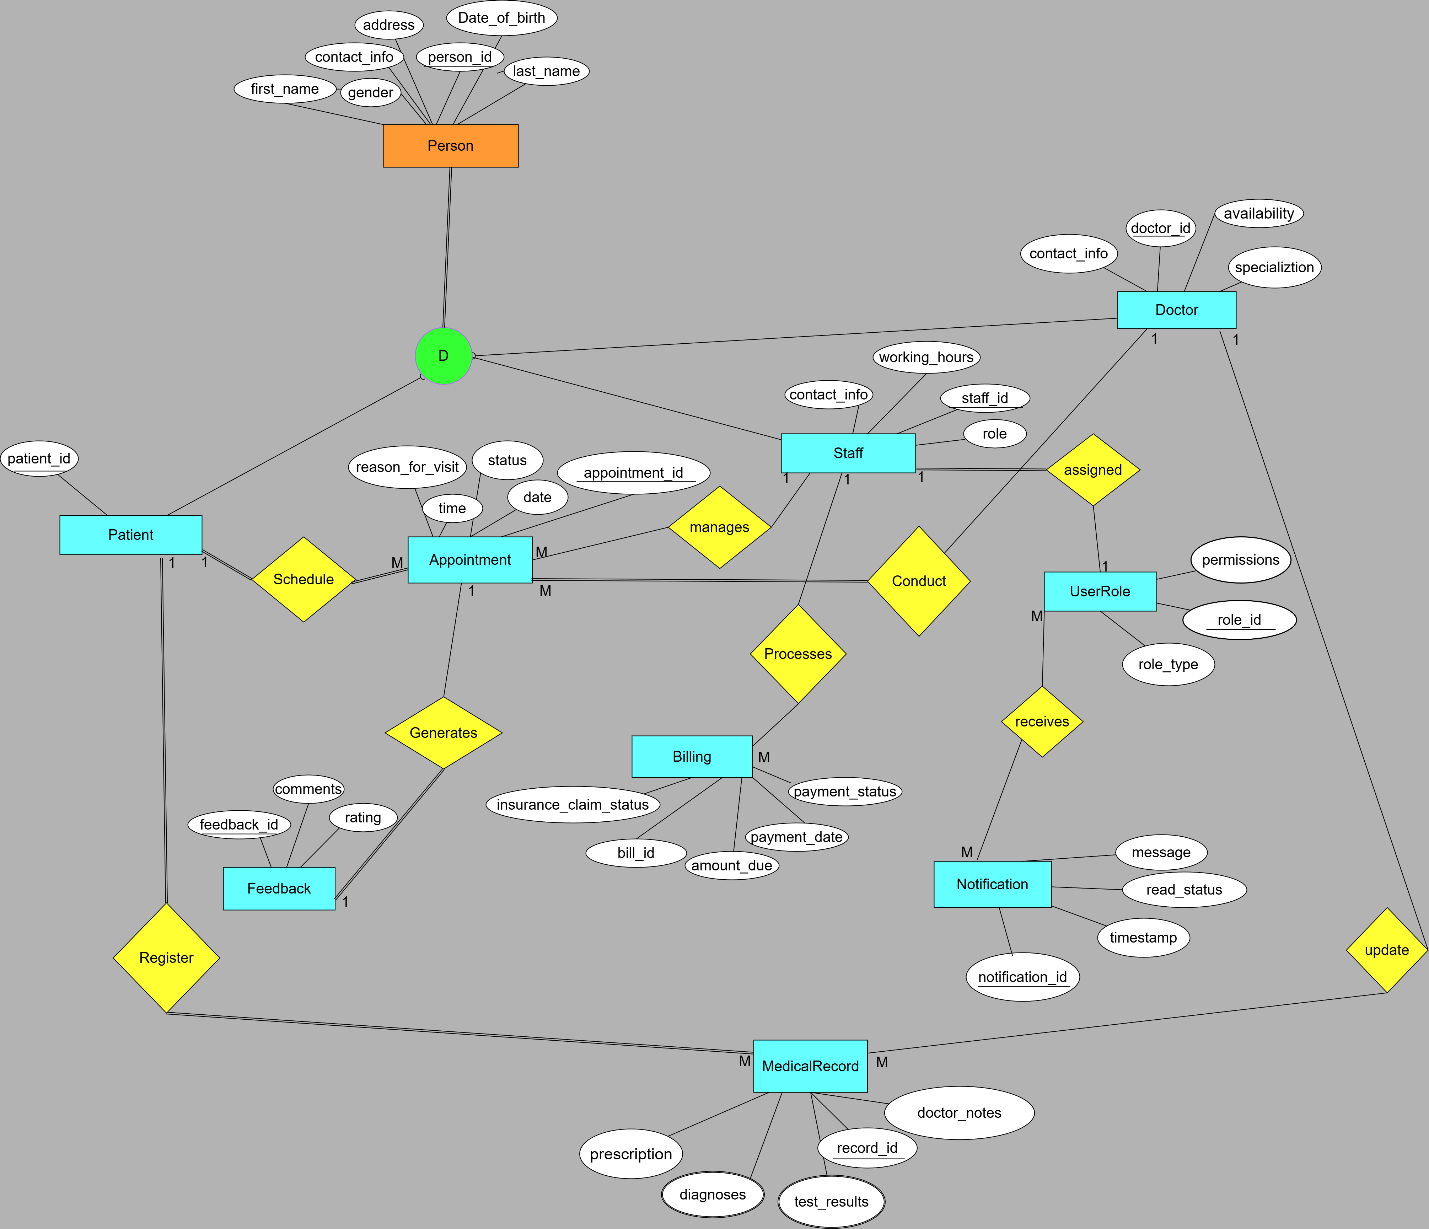 Date_of_birth
address
contact_info
person_id
last_name
first_name
gender
Person
doctor_id
availability
contact_info
specializtion
Doctor
1
1
D
working_hours
contact_info
staff_id
role
Staff
1
1
1
assigned
patient_id
reason_for_visit
status
appointment_id
time
date
manages
Patient
1
1
Schedule
M
Appointment
M
M
1
Conduct
permissions
1
UserRole
M
role_id
role_type
Processes
receives
Generates
Billing
M
comments
insurance_claim_status
payment_status
feedback_id
rating
payment_date
bill_id
amount_due
M
message
Feedback
1
Notification
read_status
timestamp
Register
update
notification_id
M
MedicalRecord
M
doctor_notes
prescription
record_id
diagnoses
test_results